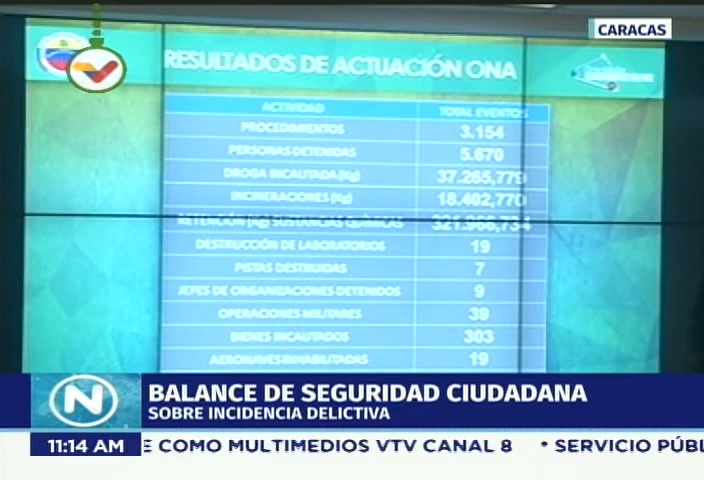 CARACAS
RESULTADOS DE ACTUACIÓN ONA
ACTIVIDAD TOTAL EVENTOS
PROCEDIMIENTOS 3.154
PERSONAS DETENIDAS 5.670
DROGA INCAUTADA (Kg) 37.265,779
INCINERACIONES (Kg) 18.402,770
RETENCIÓN (Kg) SUSTANCIAS QUÍMICAS 321.966,734
DESTRUCCIÓN DE LABORATORIOS 19
PISTAS DESTRUIDAS 7
JEFES DE ORGANIZACIONES DETENIDOS 9
OPERACIONES MILITARES 39
BIENES INCAUTADOS 303
AERONAVES INHABILITADAS 19
N BALANCE DE SEGURIDAD CIUDADANA
SOBRE INCIDENCIA DELICTIVA
11:14 AM E COMO MULTIMEDIOS VTV CANAL 8 * SERVICIO PÚBL